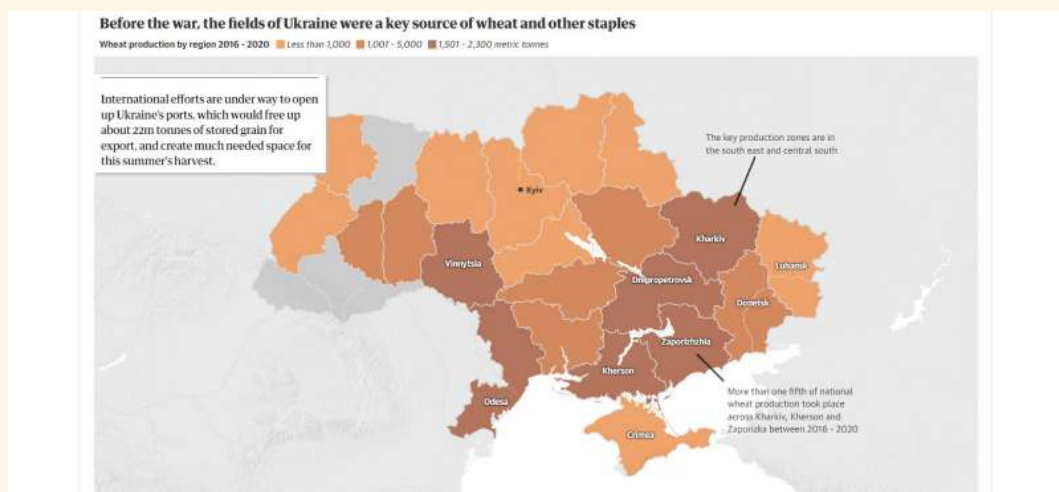 Before the war, the fields of Ukraine were a key source of wheat and other staples
Wheat production by region 2016 - 2020 Less than 1,000 1,001 - 5,000 1,501 - 2,300 metric tonnes
International efforts are under way to open
up Ukraine's ports, which would free up
about 22m tonnes of stored grain for
export, and create much needed space for
this summer's harvest.
The key production zones are in
the south east and central south
Kyiv
Kharkiv
Vinnytsia
Luhansk
Dnipropetrovsk
Donetsk
Zaporizhzhia
Kherson
More than one fifth of national
wheat production took place
across Kharkiv, Kherson and
Zaporizka between 2016 - 2020
Odesa
Crimea